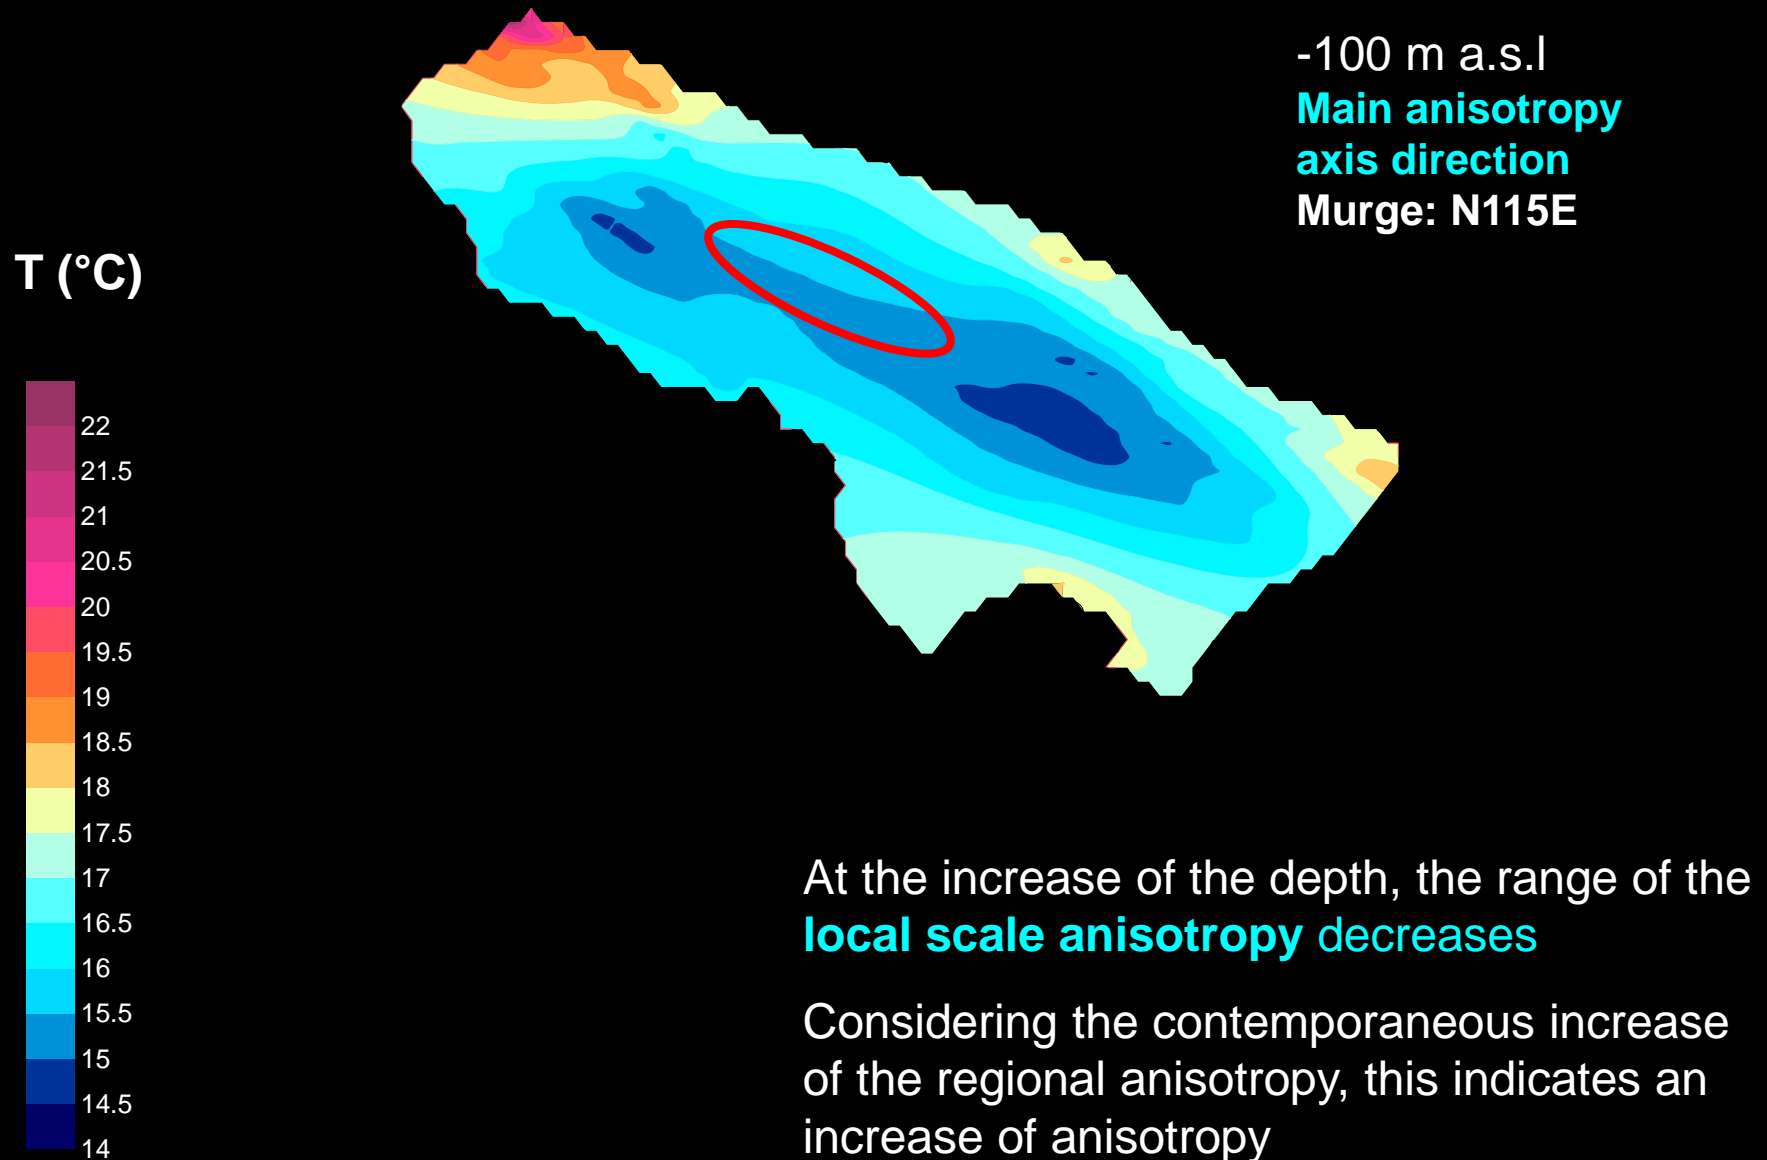 -100 m a.s.l
Main anisotropy
axis direction
Murge: N115E
T (°C)
22
21.5
21
20.5
20
19.5
19
18.5
18
17.5
17
16.5
16
15.5
15
14.5
14
At the increase of the depth, the range of the
local scale anisotropy decreases
Considering the contemporaneous increase
of the regional anisotropy, this indicates an
increase of anisotropy